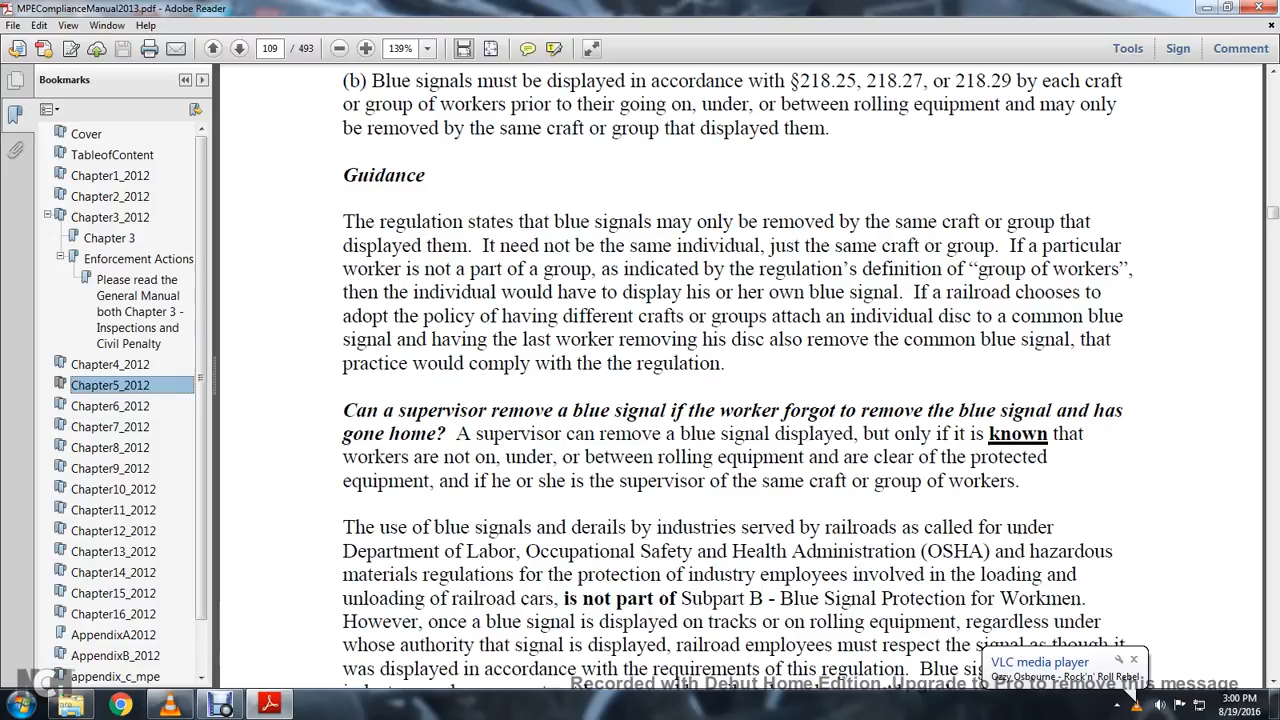 MPEComplianceManual2013.pdf - Adobe Reader
File Edit View Window Help
109 / 493 139% Tools Sign Comment
Bookmarks
Cover
TableofContent
Chapter1_2012
Chapter2_2012
Chapter3_2012
Chapter 3
Enforcement Actions
Please read the
General Manual
both Chapter 3 -
Inspections and
Civil Penalty
Chapter4_2012
Chapter5_2012
Chapter6_2012
Chapter7_2012
Chapter8_2012
Chapter9_2012
Chapter10_2012
Chapter11_2012
Chapter12_2012
Chapter13_2012
Chapter14_2012
Chapter15_2012
Chapter16_2012
AppendixA2012
AppendixB_2012
appendix_c_mpe
(b) Blue signals must be displayed in accordance with §218.25, 218.27, or 218.29 by each craft
or group of workers prior to their going on, under, or between rolling equipment and may only
be removed by the same craft or group that displayed them.
Guidance
The regulation states that blue signals may only be removed by the same craft or group that
displayed them. It need not be the same individual, just the same craft or group. If a particular
worker is not a part of a group, as indicated by the regulation's definition of “group of workers”,
then the individual would have to display his or her own blue signal. If a railroad chooses to
adopt the policy of having different crafts or groups attach an individual disc to a common blue
signal and having the last worker removing his disc also remove the common blue signal, that
practice would comply with the the regulation.
Can a supervisor remove a blue signal if the worker forgot to remove the blue signal and has
gone home? A supervisor can remove a blue signal displayed, but only if it is known that
workers are not on, under, or between rolling equipment and are clear of the protected
equipment, and if he or she is the supervisor of the same craft or group of workers.
The use of blue signals and derails by industries served by railroads as called for under
Department of Labor, Occupational Safety and Health Administration (OSHA) and hazardous
materials regulations for the protection of industry employees involved in the loading and
unloading of railroad cars, is not part of Subpart B - Blue Signal Protection for Workmen.
However, once a blue signal is displayed on tracks or on rolling equipment, regardless under
whose authority that signal is displayed, railroad employees must respect the signal as though it
was displayed in accordance with the requirements of this regulation. Blue
VLC media player
Ozzy Osbourne - Rock'n' Roll Rebel
Recorded with Debut Home Edition. Upgrade to Pro to remove this message
3:00 PM
8/19/2016